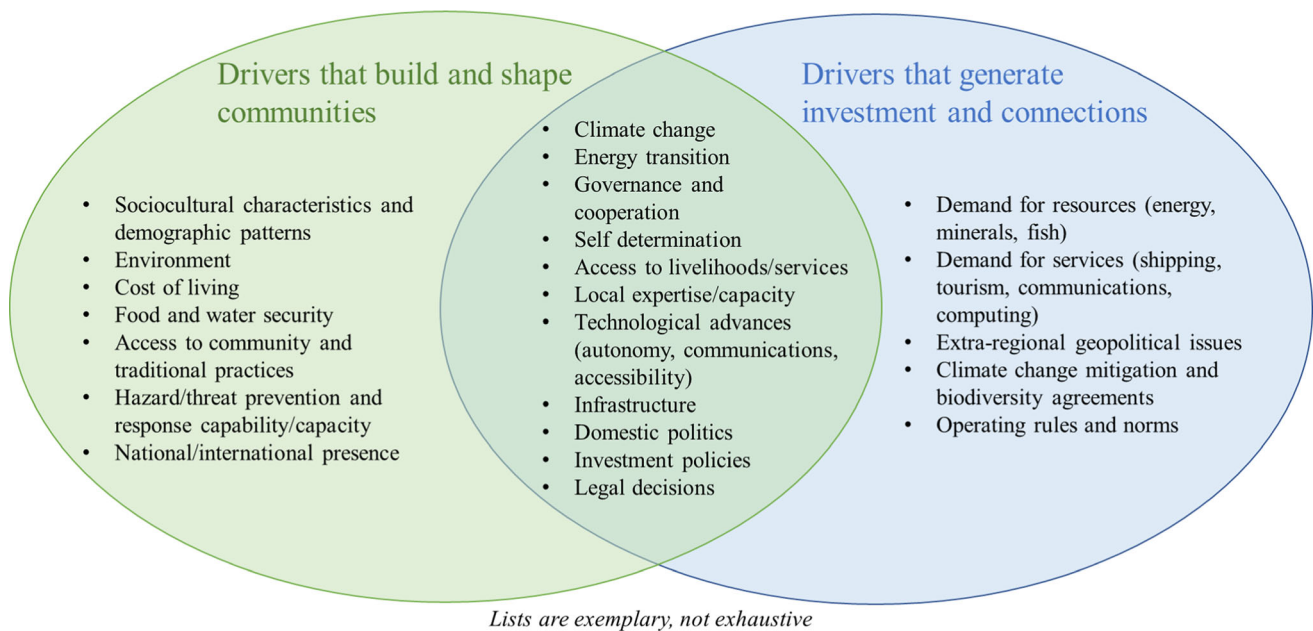 Drivers that build and shape
communities
• Sociocultural characteristics and
demographic patterns
• Environment
• Cost of living
• Food and water security
• Access to community and
traditional practices
• Hazard/threat prevention and
response capability/capacity
• National/international presence
• Climate change
• Energy transition
• Governance and
cooperation
• Self determination
• Access to livelihoods/services
• Local expertise/capacity
• Technological advances
(autonomy, communications,
accessibility)
• Infrastructure
• Domestic politics
• Investment policies
• Legal decisions
Drivers that generate
investment and connections
• Demand for resources (energy,
minerals, fish)
• Demand for services (shipping,
tourism, communications,
computing)
• Extra-regional geopolitical issues
• Climate change mitigation and
biodiversity agreements
• Operating rules and norms
Lists are exemplary, not exhaustive